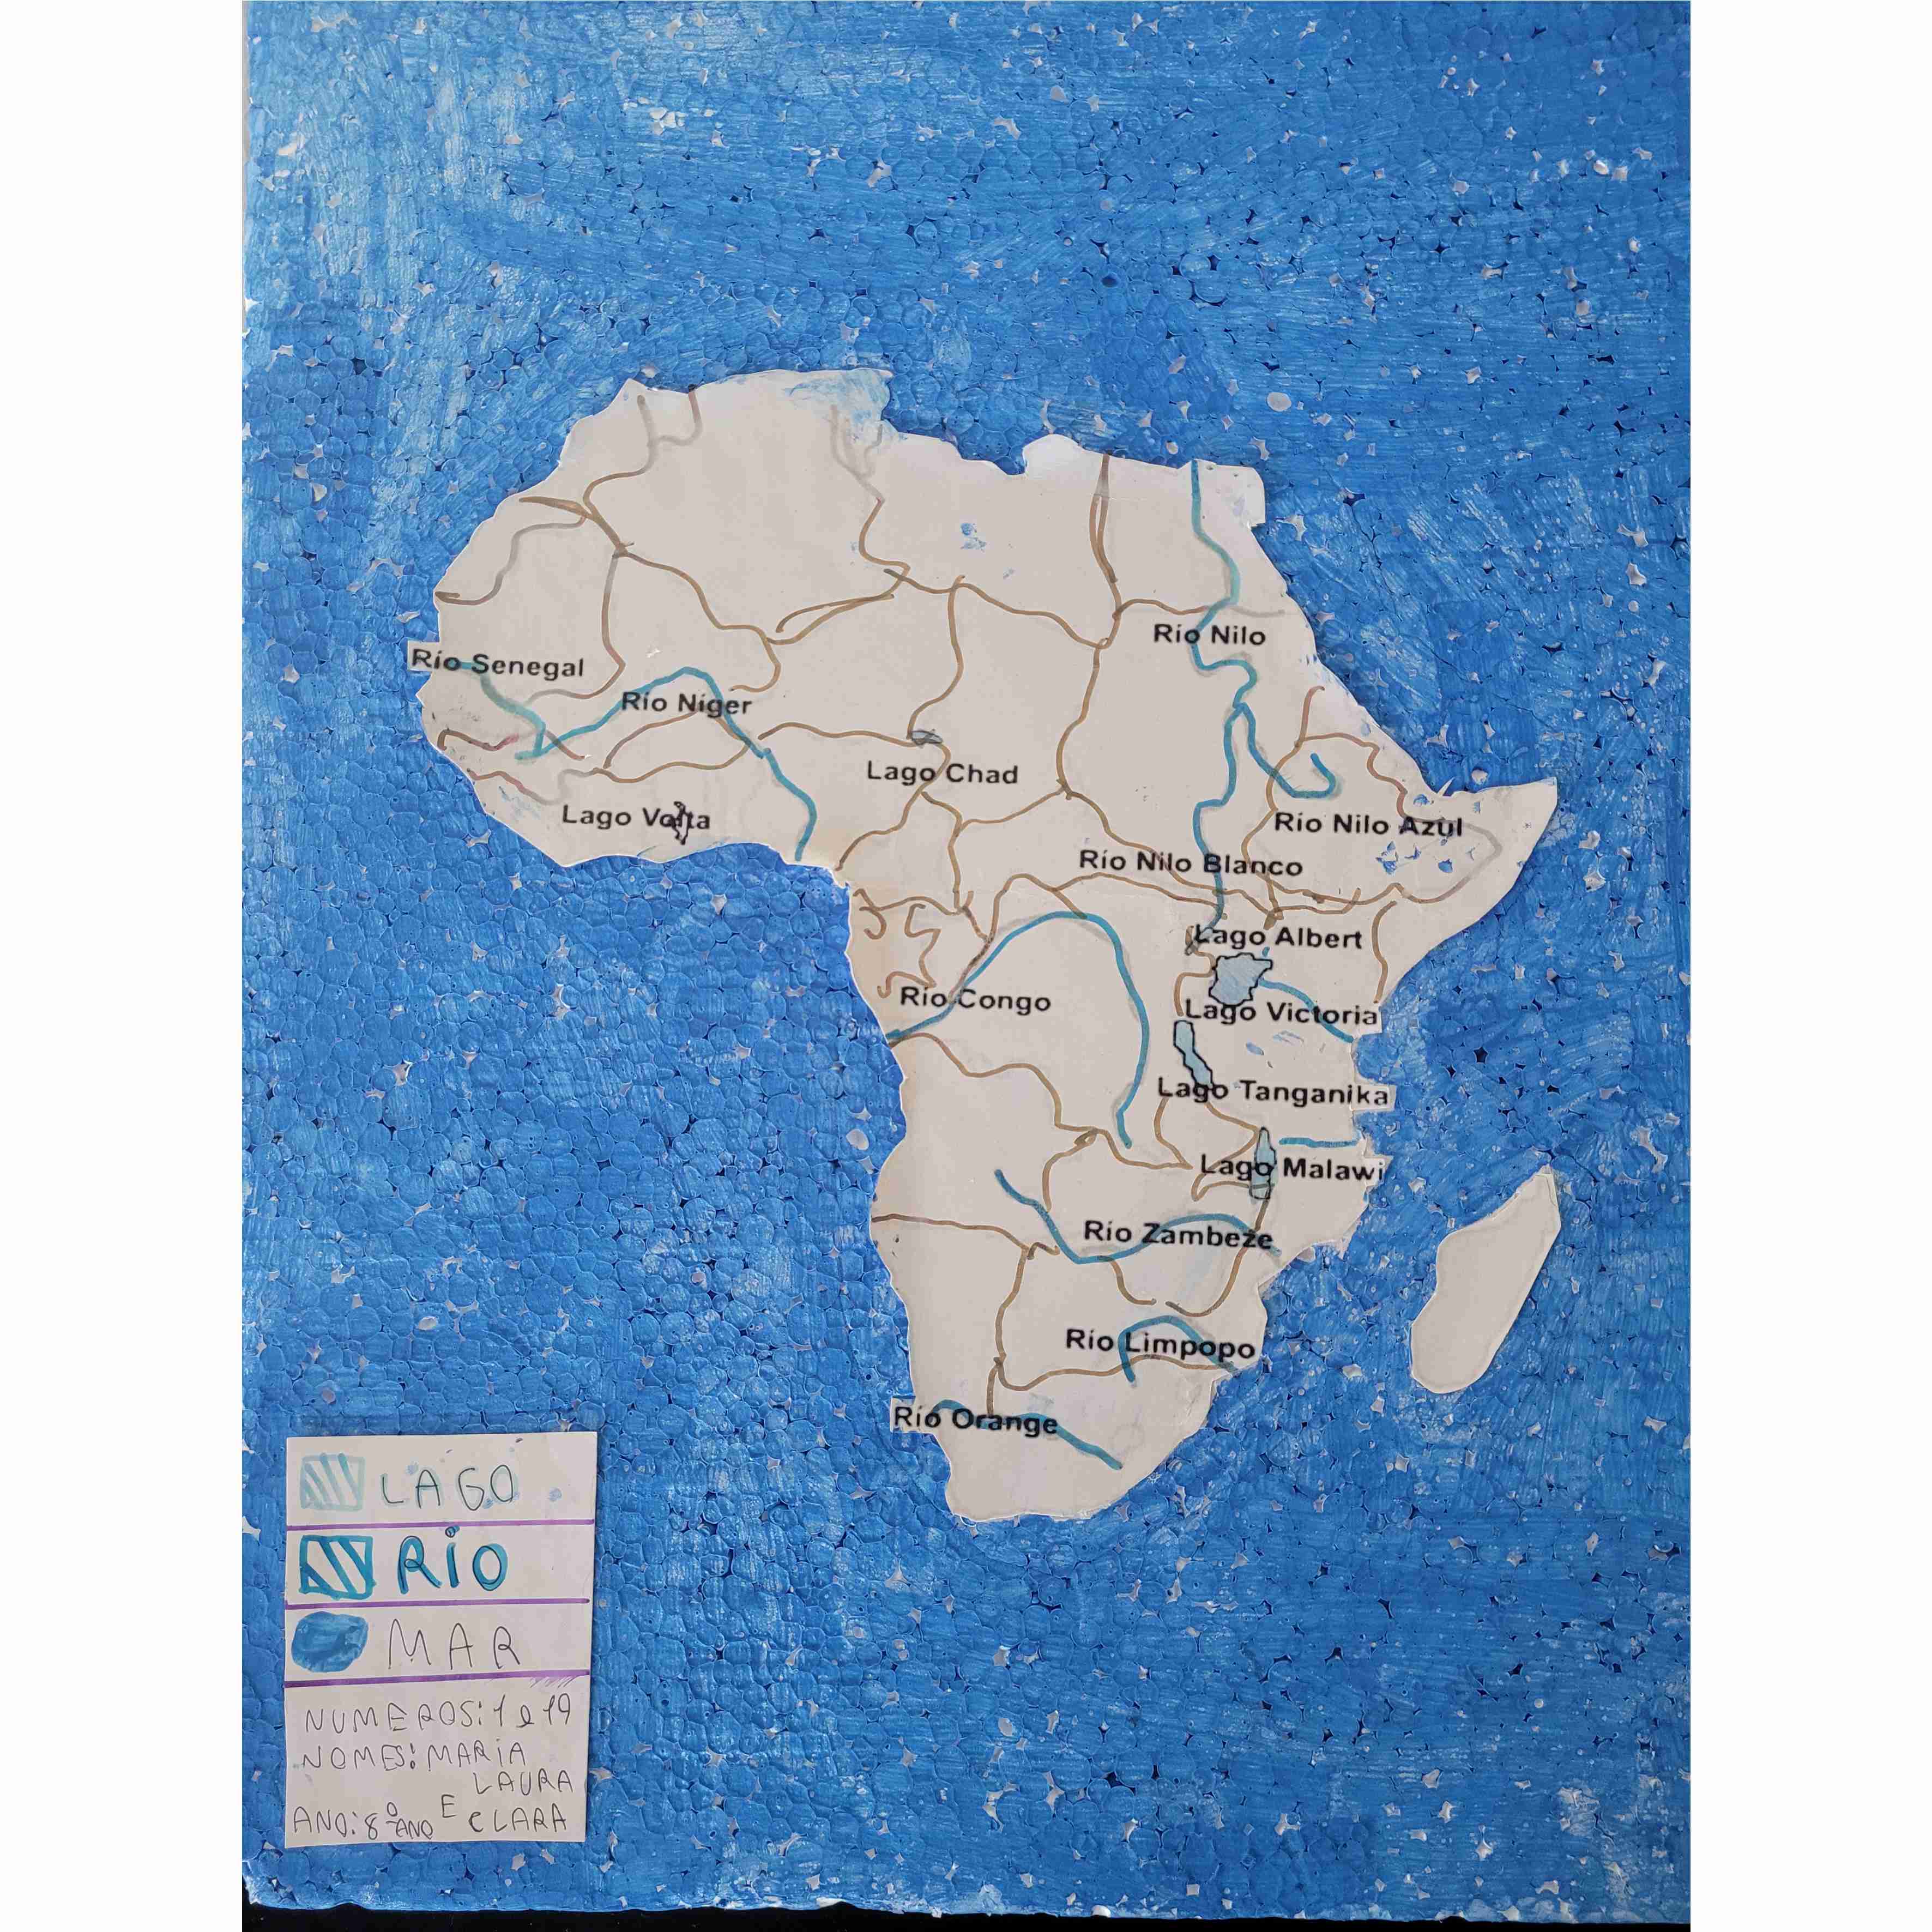 Río Nilo
Río Senegal
Río Níger
Lago Chad
Lago Volta
Río Nilo Azul
Río Nilo Blanco
Lago Albert
Río Congo
Lago Victoria
Lago Tanganika
Lago Malawi
Río Zambeze
Río Limpopo
Río Orange
LAGO
RIO
MAR
NUMEROS: 1 e 19
NOMES: MARIA
LAURA
E CLARA
ANO: 8º ANO